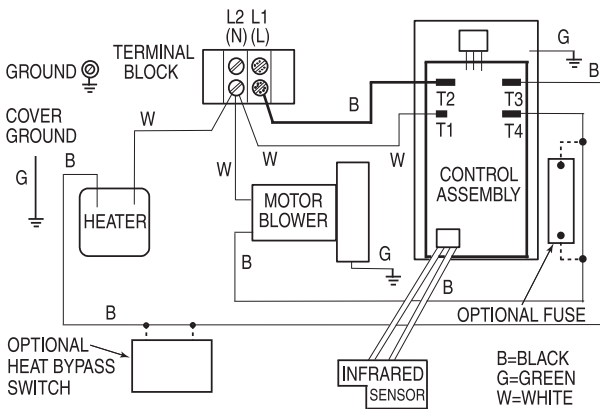 L2 L1
(N) (L)
TERMINAL
BLOCK
GROUND
COVER
GROUND
G
B
W
HEATER
W
W
B
W
MOTOR
BLOWER
G
B
G
B
T2
T3
T1
T4
CONTROL
ASSEMBLY
B
OPTIONAL FUSE
B
OPTIONAL
HEAT BYPASS
SWITCH
INFRARED
SENSOR
B=BLACK
G=GREEN
W=WHITE